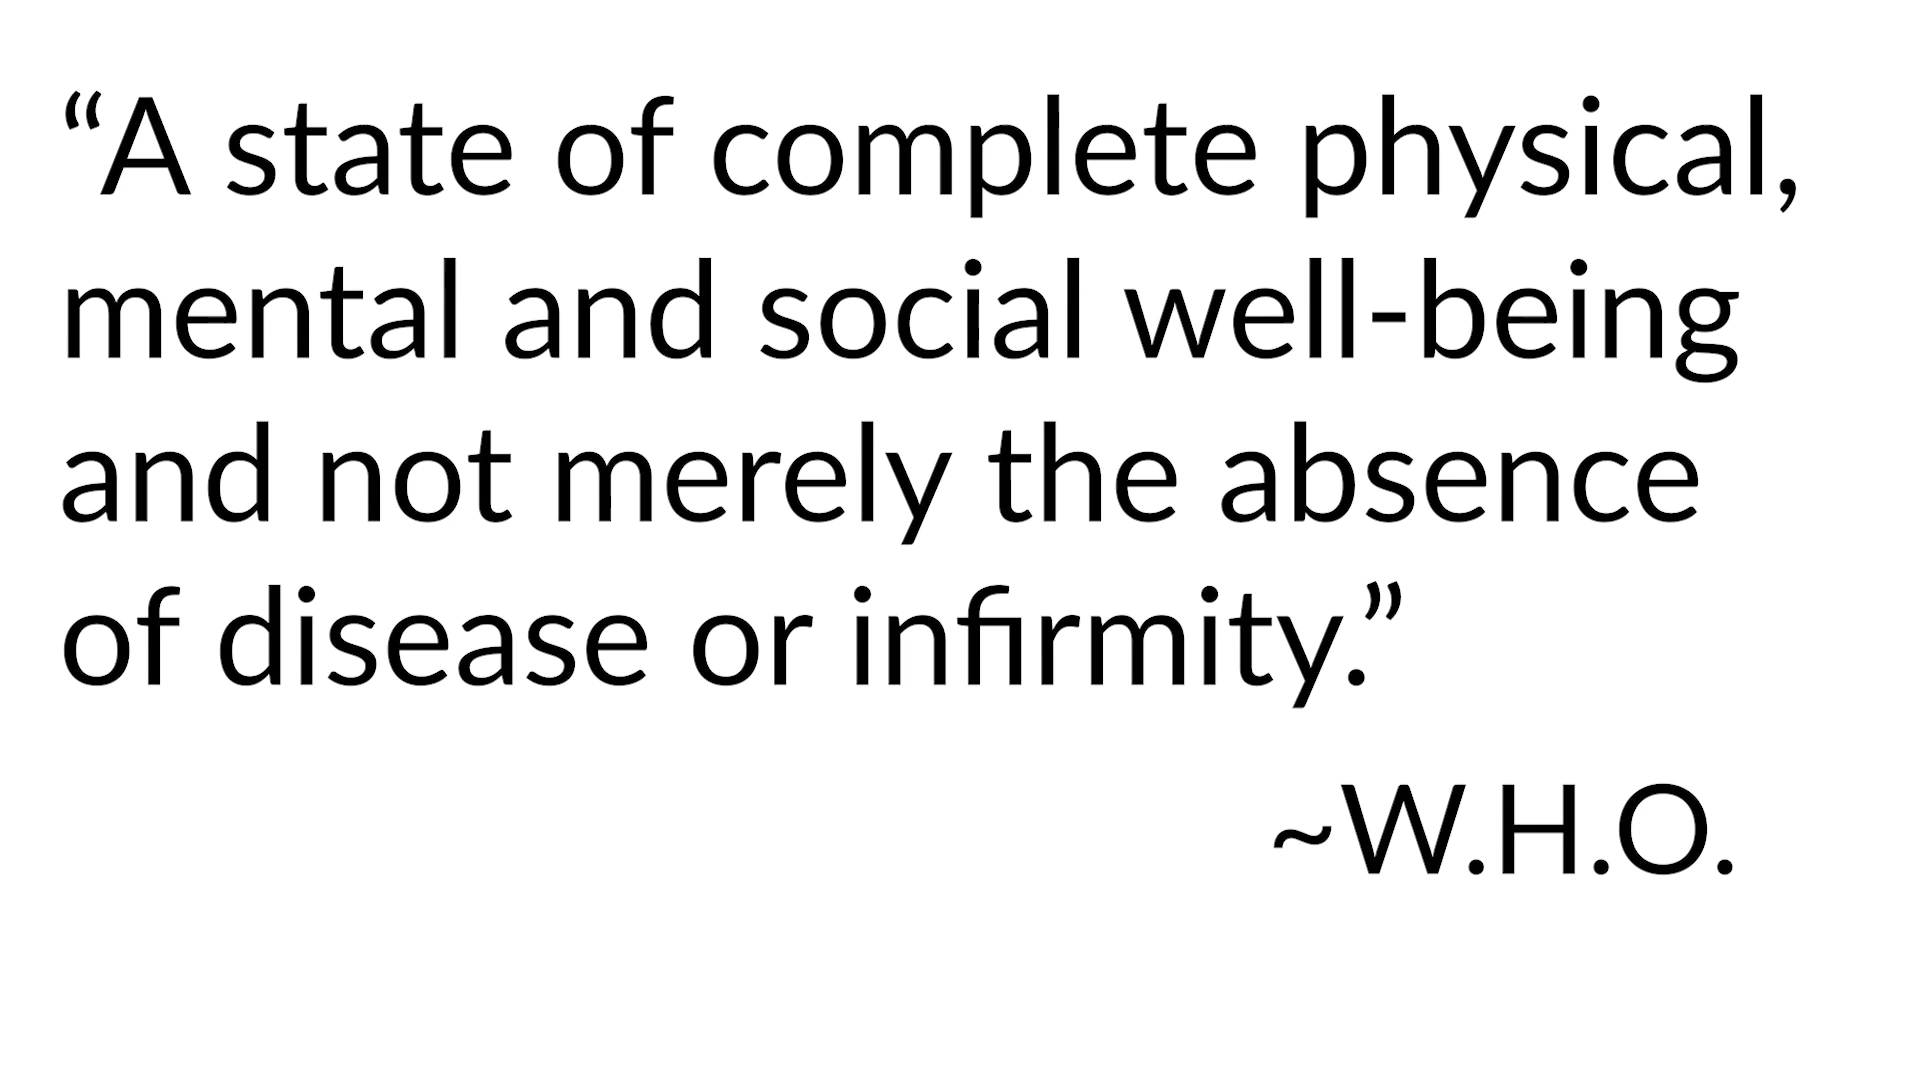 “A state of complete physical,
mental and social well-being
and not merely the absence
of disease or infirmity.”
~W.H.O.